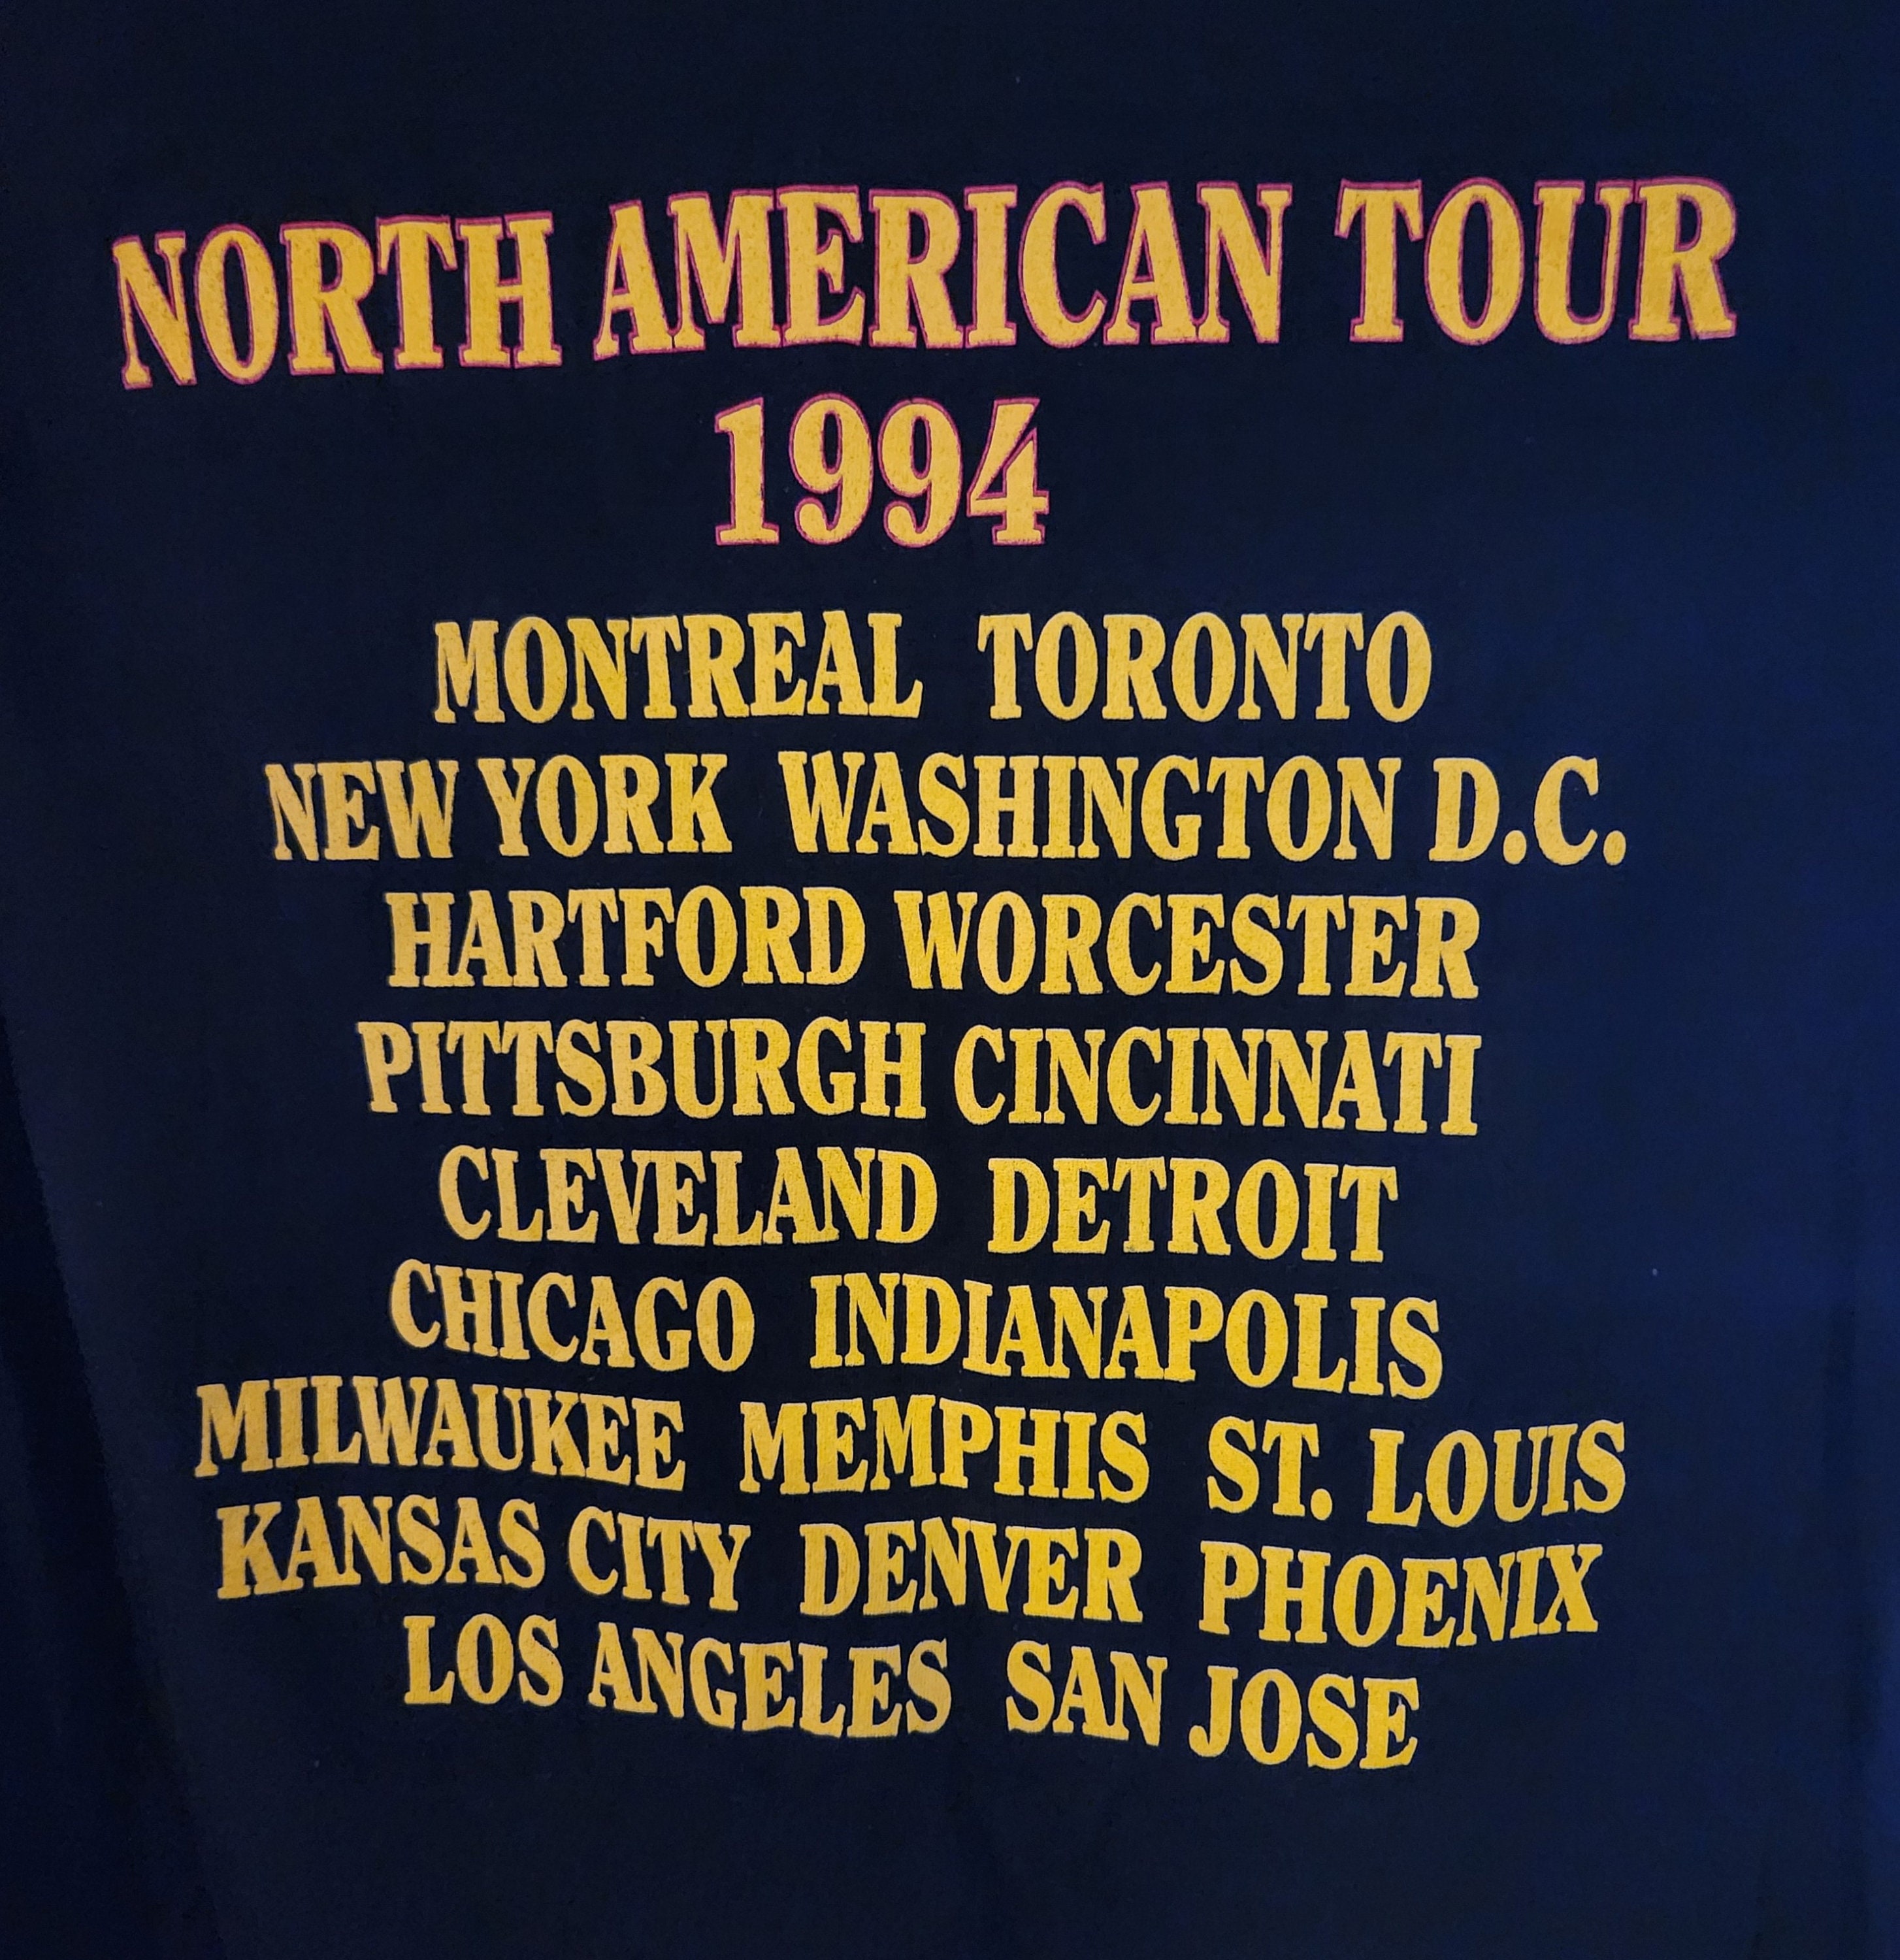 NORTH AMERICAN TOUR
1994
MONTREAL TORONTO
NEW YORK WASHINGTON D.C.
HARTFORD WORCESTER
PITTSBURGH CINCINNATI
CLEVELAND DETROIT
CHICAGO INDIANAPOLIS
MILWAUKEE MEMPHIS ST. LOUIS
KANSAS CITY DENVER PHOENIX
LOS ANGELES SAN JOSE